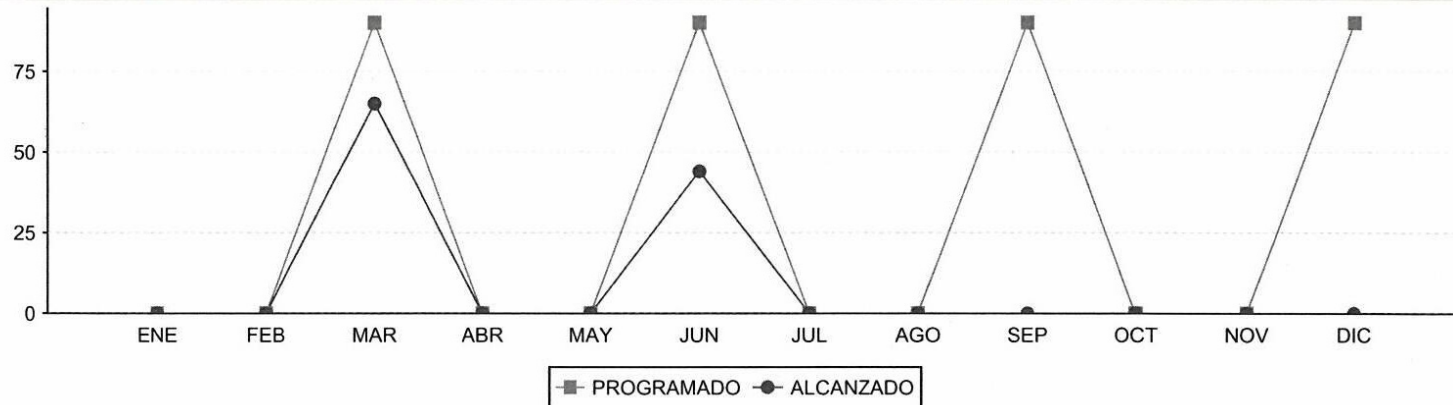 75
50
25
0
ENE FEB MAR ABR MAY JUN JUL AGO SEP OCT NOV DIC
PROGRAMADO ALCANZADO